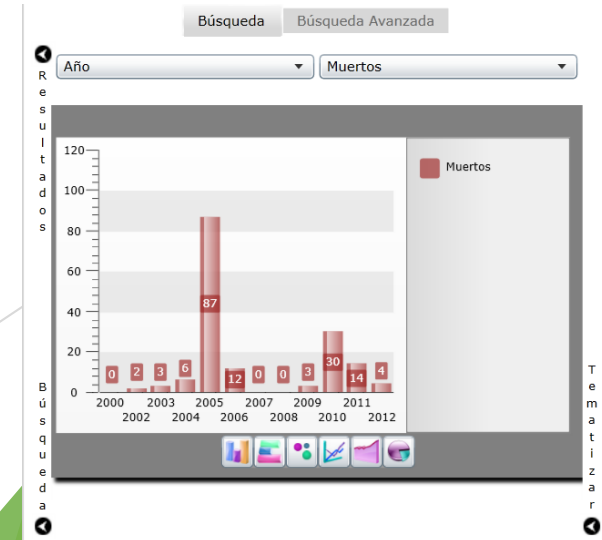 Búsqueda Búsqueda Avanzada
Resultados
Año Muertos
120
100
80
60
40
20
0
0 2 3 6 87 12 0 0 3 30 14 4
2000 2003 2005 2007 2009 2011
2002 2004 2006 2008 2010 2012
Muertos
Búsqueda
Tematizar